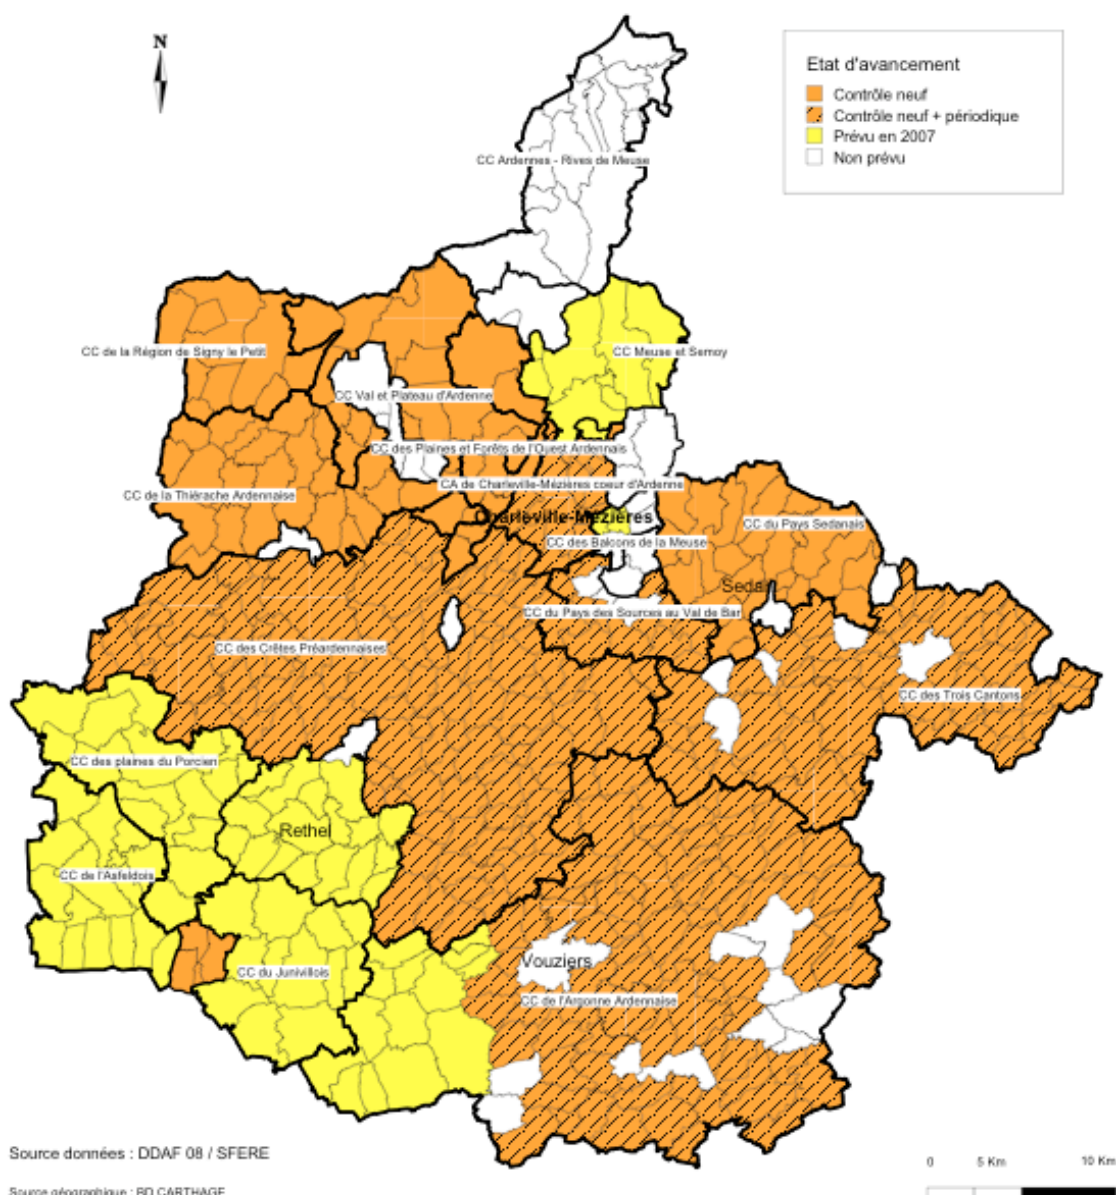 N
Etat d'avancement
Contrôle neuf
Contrôle neuf + périodique
Prévu en 2007
Non prévu
CC Ardennes - Rives de Meuse
CC de la Région de Signy le Petit
CC Meuse et Semoy
CC Val et Plateau d'Ardenne
CC des Plaines et Forêts de l'Ouest Ardennais
CA de Charleville-Mézières coeur d'Ardenne
CC de la Thiérache Ardennaise
Charleville-Mézières
CC du Pays Sedanais
CC des Balcons de la Meuse
Sedan
CC du Pays des Sources au Val de Bar
CC des Crêtes Préardennaises
CC des Trois Cantons
CC des plaines du Porcien
Rethel
CC de l'Asfeldois
Vouziers
CC du Junivillois
CC de l'Argonne Ardennaise
Source données : DDAF 08 / SFERE
0 5 Km 10 Km
Source géographique : BD CARTHAGE